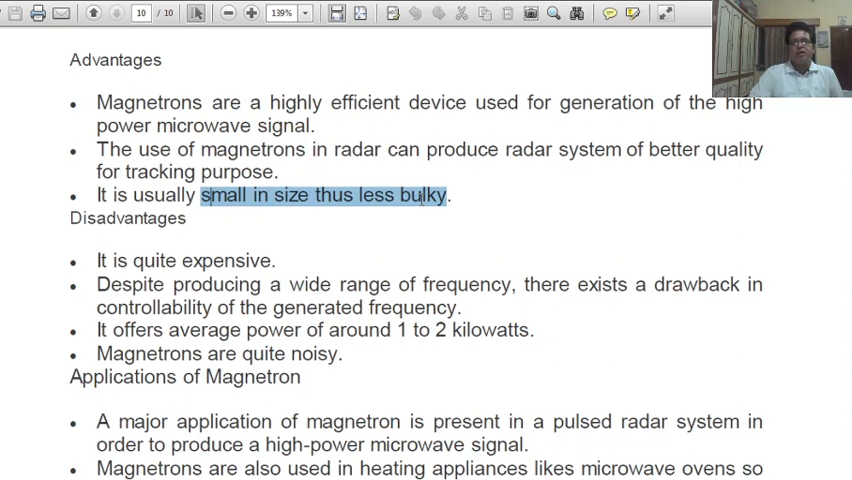 10 / 10
139%
Advantages
• Magnetrons are a highly efficient device used for generation of the high
power microwave signal.
• The use of magnetrons in radar can produce radar system of better quality
for tracking purpose.
• It is usually small in size thus less bulky.
Disadvantages
• It is quite expensive.
• Despite producing a wide range of frequency, there exists a drawback in
controllability of the generated frequency.
• It offers average power of around 1 to 2 kilowatts.
• Magnetrons are quite noisy.
Applications of Magnetron
• A major application of magnetron is present in a pulsed radar system in
order to produce a high-power microwave signal.
• Magnetrons are also used in heating appliances likes microwave ovens so